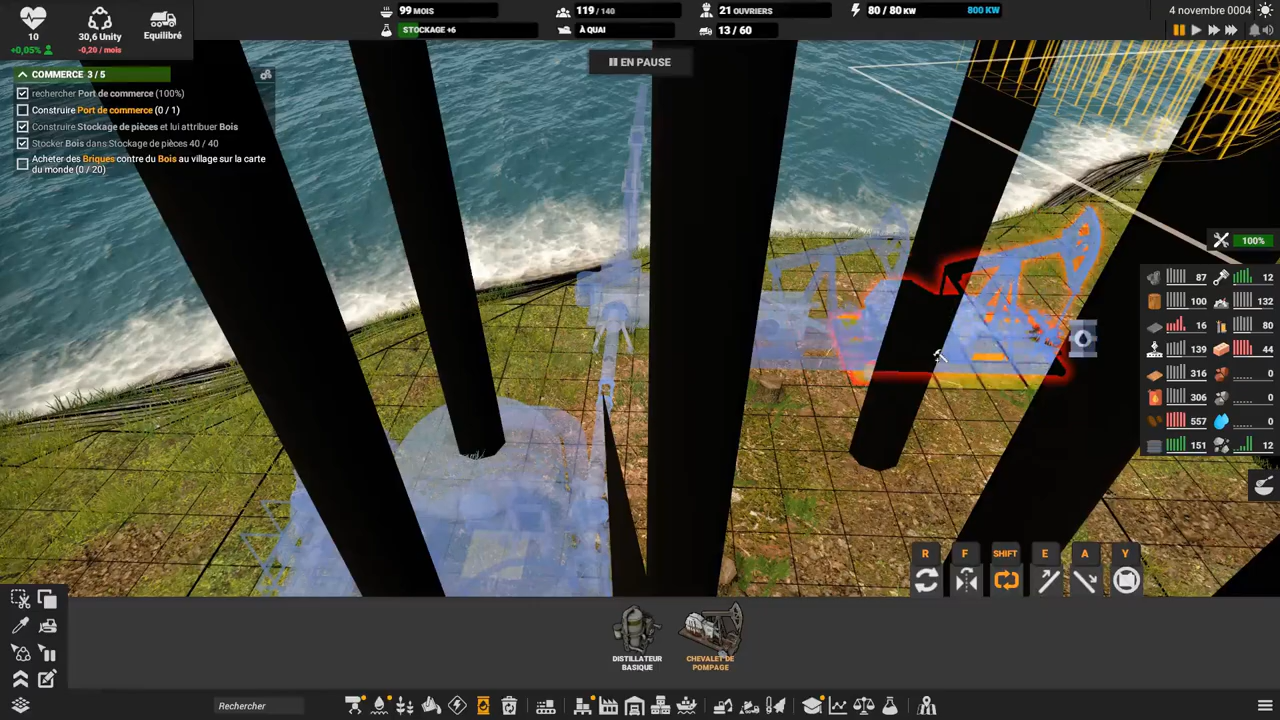 10
+0,05%
30,6 Unity
-0,20 / mois
Equilibré
99 MOIS
STOCKAGE +6
119 / 140
À QUAI
21 OUVRIERS
13 / 60
80 / 80 KW
800 KW
4 novembre 0004
EN PAUSE
COMMERCE 3 / 5
rechercher Port de commerce (100%)
Construire Port de commerce (0 / 1)
Construire Stockage de pièces et lui attribuer Bois
Stocker Bois dans Stockage de pièces 40 / 40
Acheter des Briques contre du Bois au village sur la carte
du monde (0 / 20)
100%
87
12
100
132
16
80
139
44
316
0
306
0
557
0
151
12
R
F
SHIFT
E
A
Y
DISTILLATEUR
BASIQUE
CHEVALET DE
POMPAGE
Rechercher